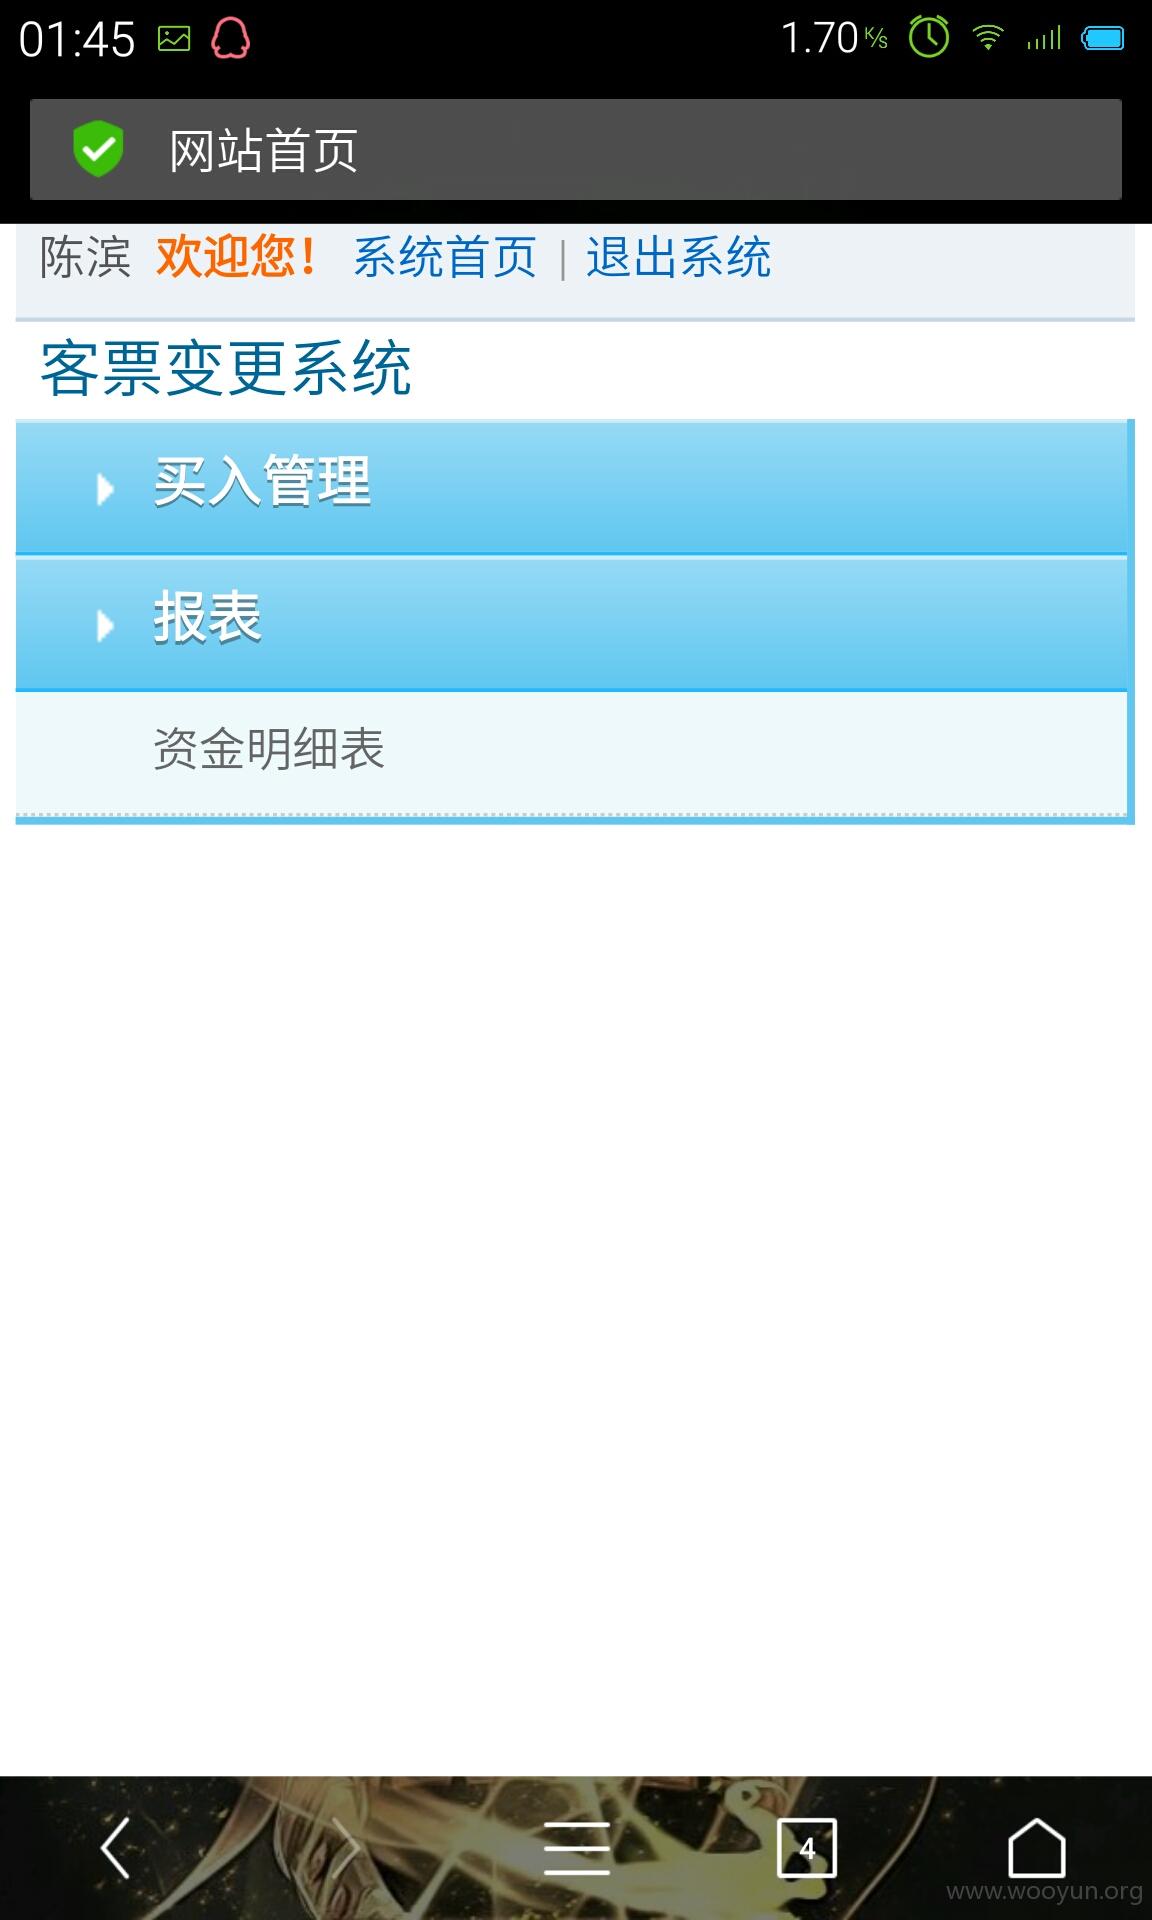 01:45 1.70 K/s
网站首页
陈滨 欢迎您！ 系统首页 | 退出系统
客票变更系统
买入管理
报表
资金明细表
4
www.wooyun.org